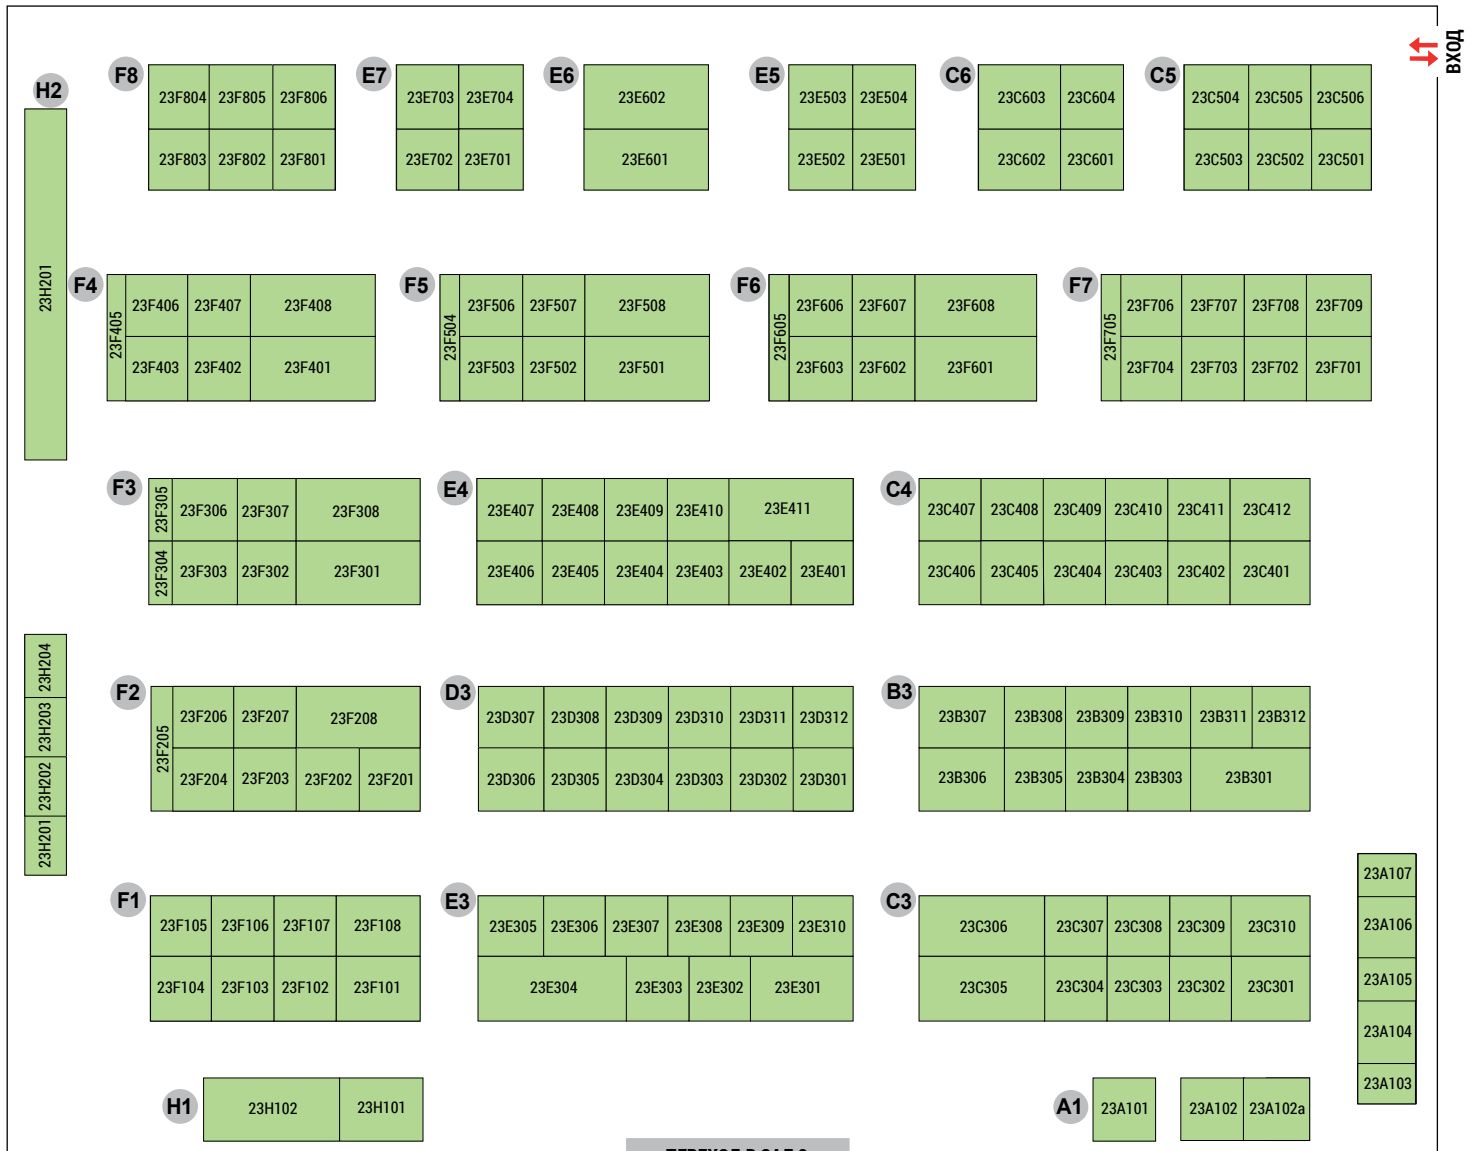 ВХОД
H2
F8
E7
E6
E5
C6
C5
23F804 23F805 23F806
23F803 23F802 23F801
23E703 23E704
23E702 23E701
23E602
23E601
23E503 23E504
23E502 23E501
23C603 23C604
23C602 23C601
23C504 23C505 23C506
23C503 23C502 23C501
23H201
F4
23F405
23F406 23F407 23F408
23F403 23F402 23F401
F5
23F504
23F506 23F507 23F508
23F503 23F502 23F501
F6
23F605
23F606 23F607 23F608
23F603 23F602 23F601
F7
23F705
23F706 23F707 23F708 23F709
23F704 23F703 23F702 23F701
F3
23F305 23F306 23F307 23F308
23F304 23F303 23F302 23F301
E4
23E407 23E408 23E409 23E410 23E411
23E406 23E405 23E404 23E403 23E402 23E401
C4
23C407 23C408 23C409 23C410 23C411 23C412
23C406 23C405 23C404 23C403 23C402 23C401
23H204
23H203
23H202
23H201
F2
23F205
23F206 23F207 23F208
23F204 23F203 23F202 23F201
D3
23D307 23D308 23D309 23D310 23D311 23D312
23D306 23D305 23D304 23D303 23D302 23D301
B3
23B307 23B308 23B309 23B310 23B311 23B312
23B306 23B305 23B304 23B303 23B301
F1
23F105 23F106 23F107 23F108
23F104 23F103 23F102 23F101
E3
23E305 23E306 23E307 23E308 23E309 23E310
23E304 23E303 23E302 23E301
C3
23C306 23C307 23C308 23C309 23C310
23C305 23C304 23C303 23C302 23C301
23A107
23A106
23A105
23A104
23A103
H1
23H102 23H101
A1
23A101 23A102 23A102a